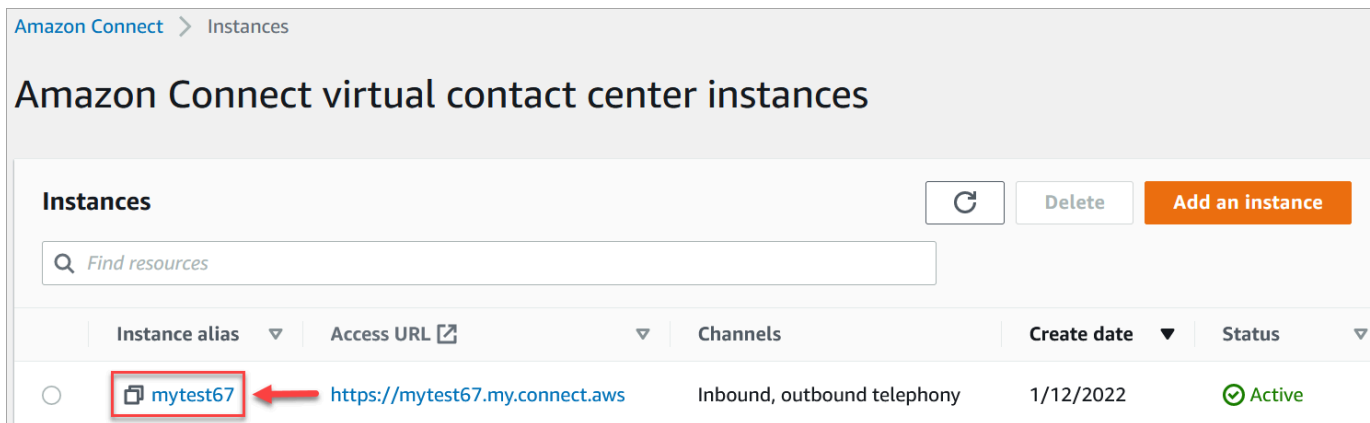 Amazon Connect > Instances
Amazon Connect virtual contact center instances
Instances
Delete
Add an instance
Find resources
Instance alias Access URL Channels Create date Status
mytest67 https://mytest67.my.connect.aws Inbound, outbound telephony 1/12/2022 Active